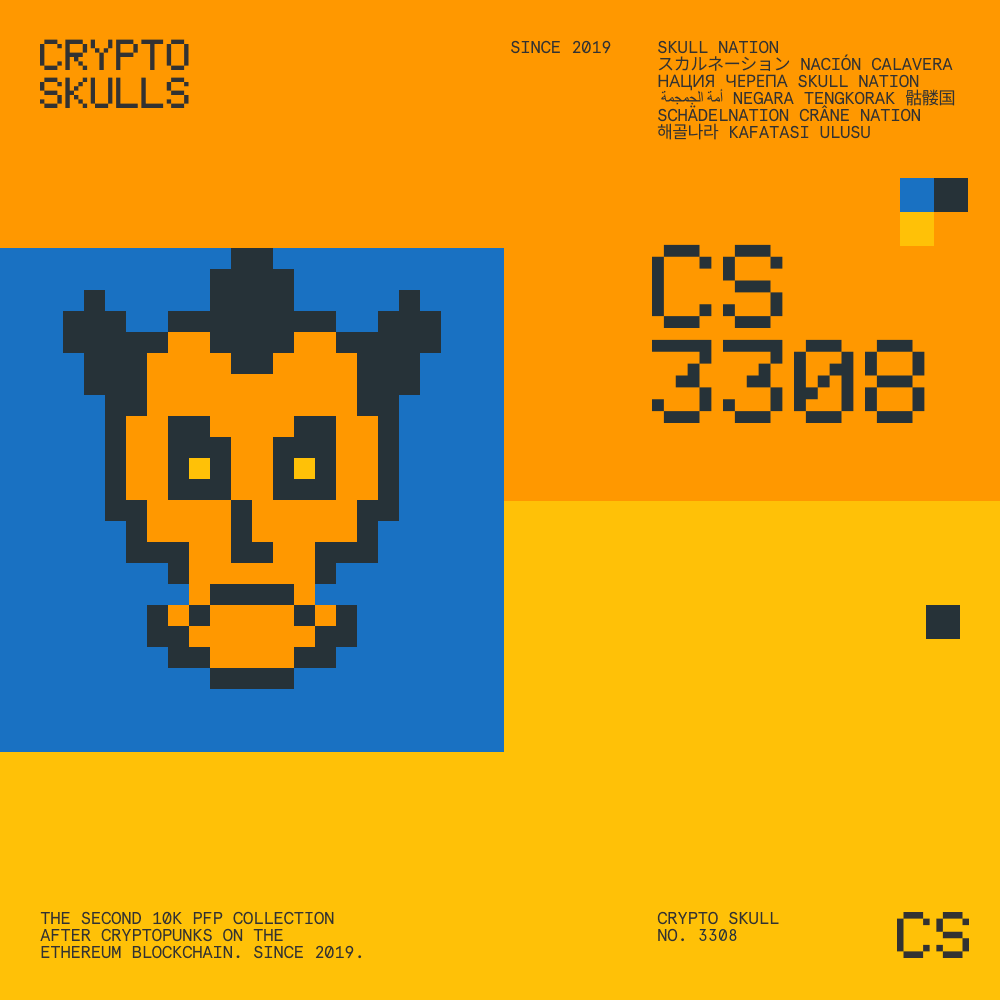 CRYPTO
SKULLS
SINCE 2019
SKULL NATION
スカルネーション NACIÓN CALAVERA
НАЦИЯ ЧЕРЕПА SKULL NATION
أمة الجمجمة NEGARA TENGKORAK 骷髅国
SCHÄDELNATION CRÂNE NATION
해골나라 KAFATASI ULUSU
CS
3308
THE SECOND 10K PFP COLLECTION
AFTER CRYPTOPUNKS ON THE
ETHEREUM BLOCKCHAIN. SINCE 2019.
CRYPTO SKULL
NO. 3308
CS